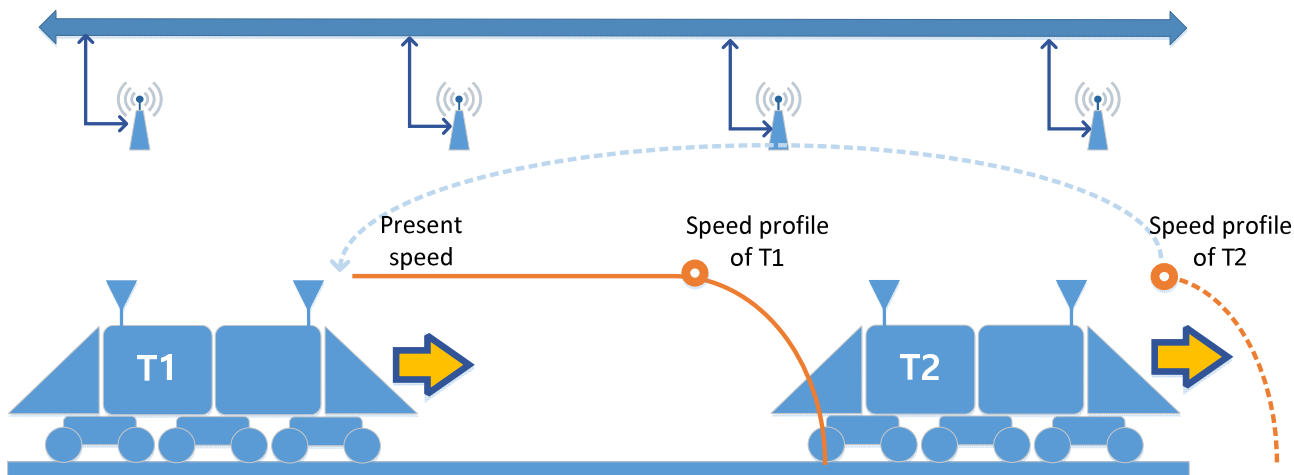 Present
speed
Speed profile
of T1
Speed profile
of T2
T1
T2